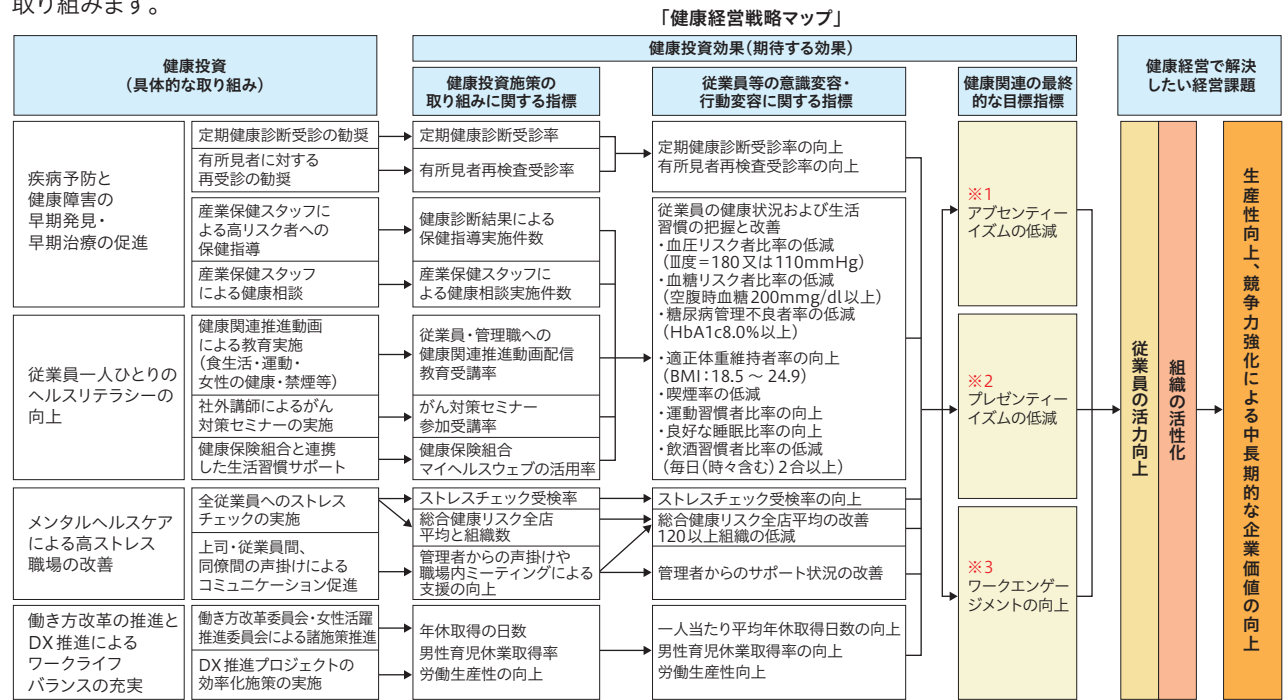 取り組みます。
「健康経営戦略マップ」
健康投資
（具体的な取り組み）
健康投資効果（期待する効果）
健康投資施策の
取り組みに関する指標
従業員等の意識変容・
行動変容に関する指標
健康関連の最終
的な目標指標
健康経営で解決
したい経営課題
疾病予防と
健康障害の
早期発見・
早期治療の促進
定期健康診断受診の勧奨
有所見者に対する
再受診の勧奨
産業保健スタッフに
よる高リスク者への
保健指導
産業保健スタッフ
による健康相談
定期健康診断受診率
有所見者再検査受診率
健康診断結果による
保健指導実施件数
産業保健スタッフに
よる健康相談実施件数
定期健康診断受診率の向上
有所見者再検査受診率の向上
従業員一人ひとりの
ヘルスリテラシーの
向上
健康関連推進動画
による教育実施
（食生活・運動・
女性の健康・禁煙等）
社外講師によるがん
対策セミナーの実施
健康保険組合と連携
した生活習慣サポート
従業員・管理職への
健康関連推進動画配信
教育受講率
がん対策セミナー
参加受講率
健康保険組合
マイヘルスウェブの活用率
従業員の健康状況および生活
習慣の把握と改善
・血圧リスク者比率の低減
（Ⅲ度＝180又は110mmHg）
・血糖リスク者比率の低減
（空腹時血糖200mmg/dl以上）
・糖尿病管理不良者率の低減
（HbA1c8.0%以上）
・適正体重維持者率の向上
（BMI：18.5 ～ 24.9）
・喫煙率の低減
・運動習慣者比率の向上
・良好な睡眠比率の向上
・飲酒習慣者比率の低減
（毎日（時々含む）2合以上）
メンタルヘルスケア
による高ストレス
職場の改善
全従業員へのストレス
チェックの実施
上司・従業員間、
同僚間の声掛けによる
コミュニケーション促進
ストレスチェック受検率
総合健康リスク全店
平均と組織数
管理者からの声掛けや
職場内ミーティングによる
支援の向上
ストレスチェック受検率の向上
総合健康リスク全店平均の改善
120以上組織の低減
管理者からのサポート状況の改善
働き方改革の推進と
DX推進による
ワークライフ
バランスの充実
働き方改革委員会・女性活躍
推進委員会による諸施策推進
DX推進プロジェクトの
効率化施策の実施
年休取得の日数
男性育児休業取得率
労働生産性の向上
一人当たり平均年休取得日数の向上
男性育児休業取得率の向上
労働生産性向上
※1
アブセンティー
イズムの低減
※2
プレゼンティー
イズムの低減
※3
ワークエンゲー
ジメントの向上
従業員の活力向上
組織の活性化
生産性向上、競争力強化による中長期的な企業価値の向上